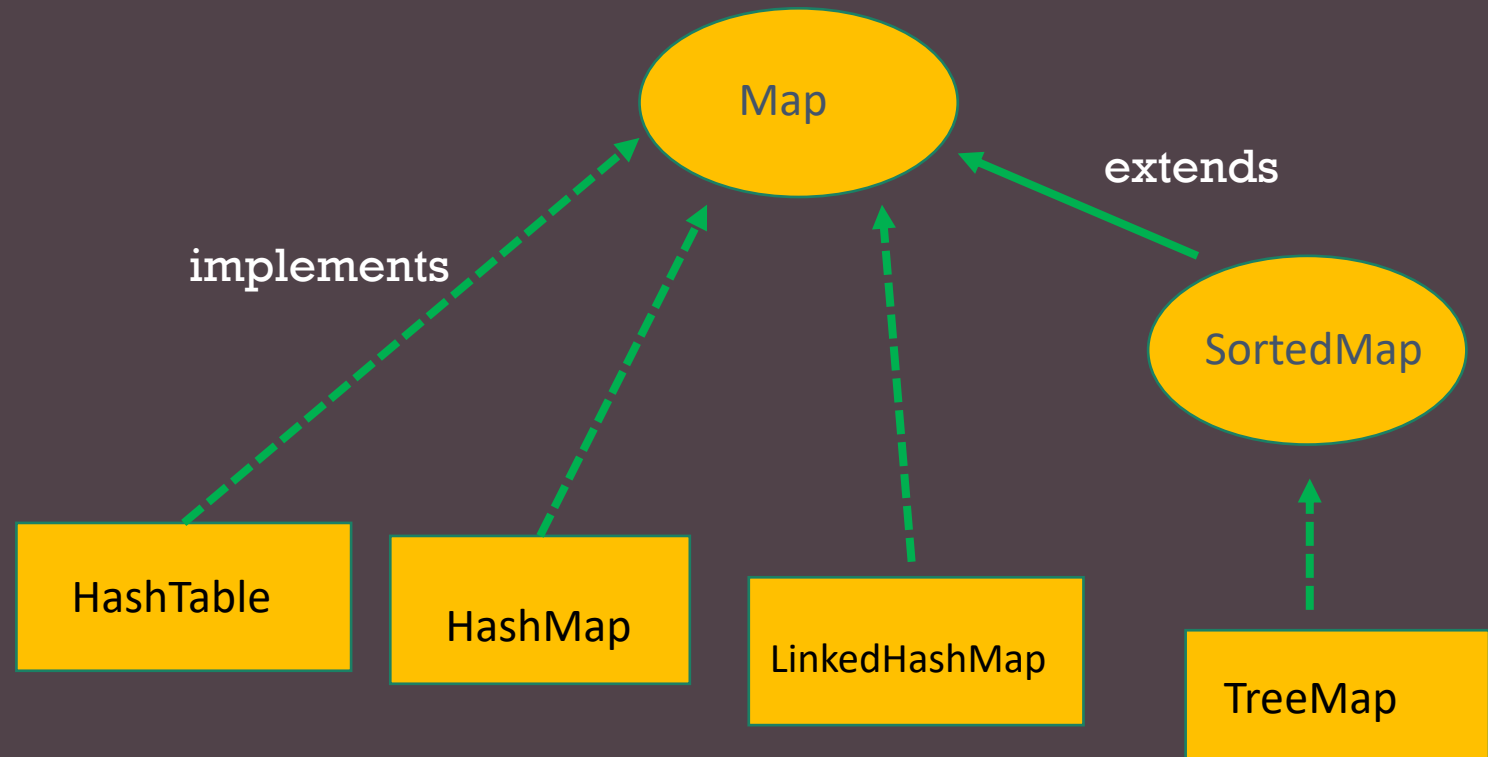 Map
extends
implements
SortedMap
HashTable
HashMap
LinkedHashMap
TreeMap